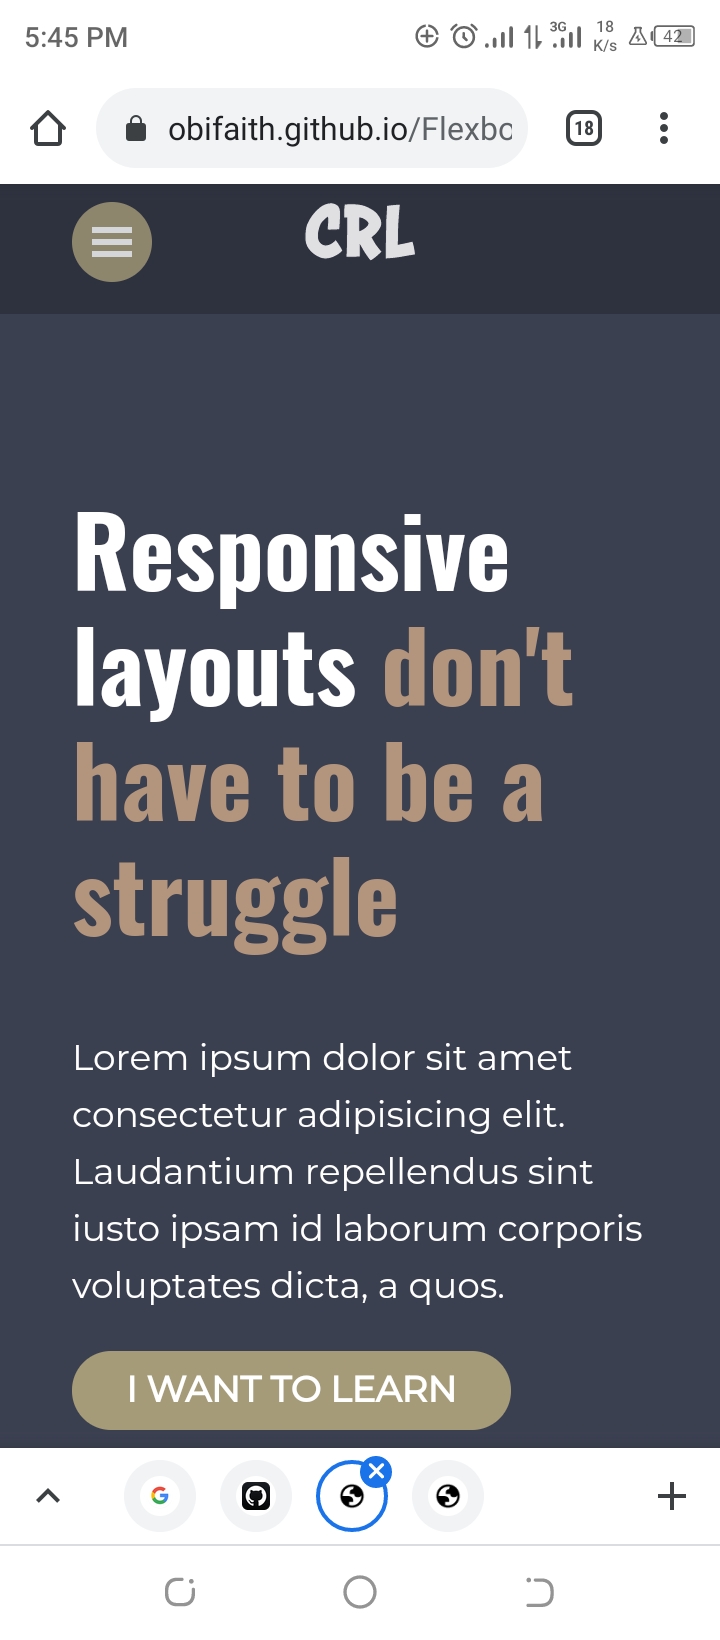 5:45 PM
3G
18
K/s
42
obifaith.github.io/Flexbo
18
CRL
Responsive
layouts don't
have to be a
struggle
Lorem ipsum dolor sit amet
consectetur adipisicing elit.
Laudantium repellendus sint
iusto ipsam id laborum corporis
voluptates dicta, a quos.
I WANT TO LEARN